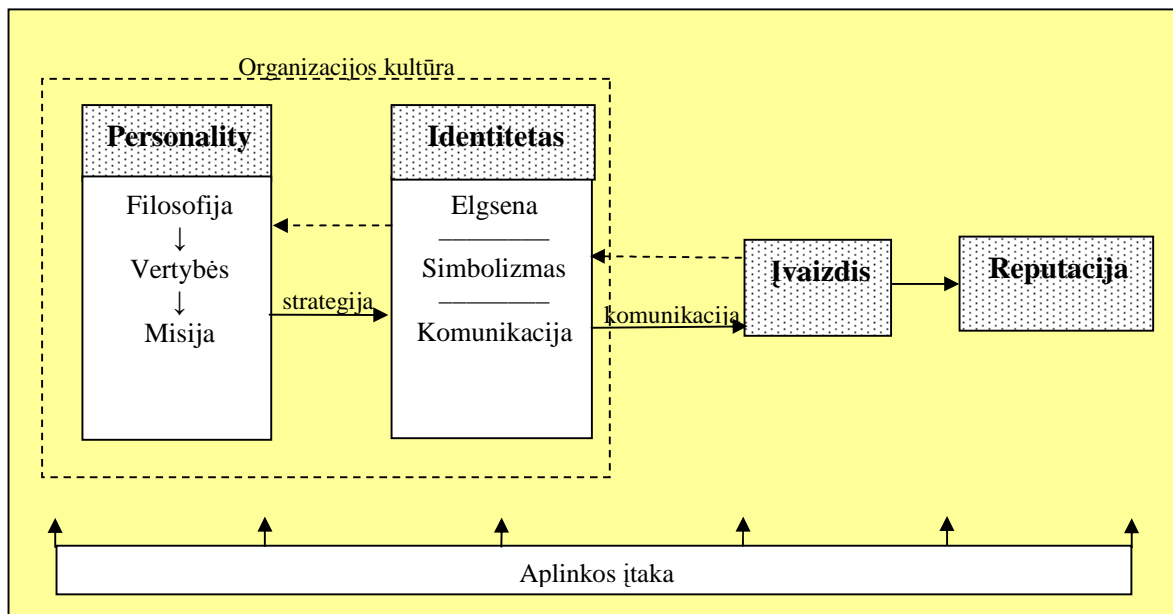 Organizacijos kultūra
Personality
Filosofija
↓
Vertybės
↓
Misija
strategija
Identitetas
Elgsena
Simbolizmas
Komunikacija
komunikacija
Įvaizdis
Reputacija
Aplinkos įtaka